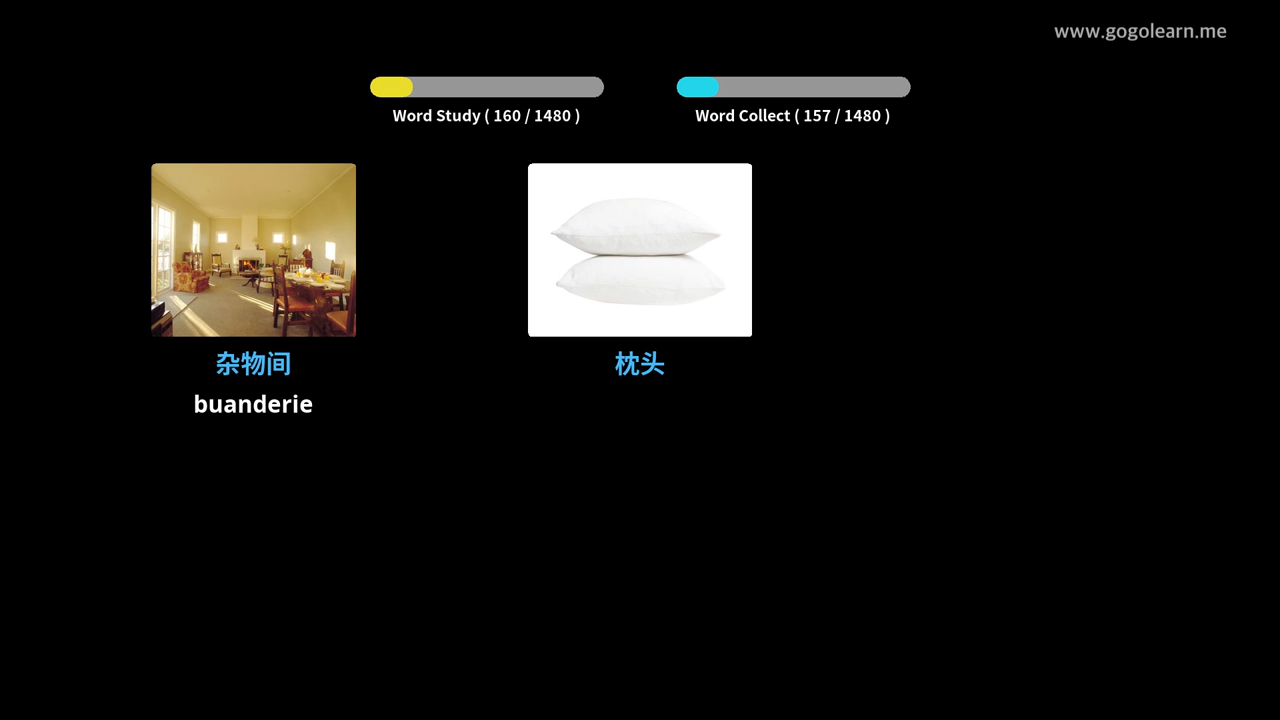 www.gogolearn.me
Word Study ( 160 / 1480 )
Word Collect ( 157 / 1480 )
杂物间
枕头
buanderie